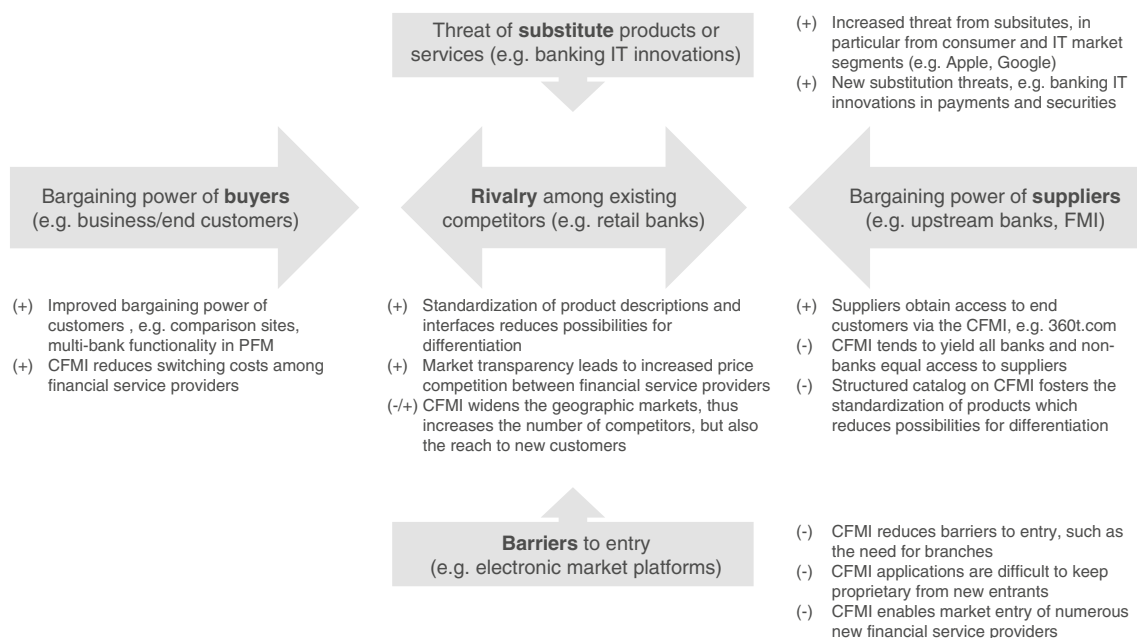 Threat of substitute products or
services (e.g. banking IT innovations)
(+) Increased threat from subsitutes, in
particular from consumer and IT market
segments (e.g. Apple, Google)
(+) New substitution threats, e.g. banking IT
innovations in payments and securities
Bargaining power of buyers
(e.g. business/end customers)
Rivalry among existing
competitors (e.g. retail banks)
Bargaining power of suppliers
(e.g. upstream banks, FMI)
(+) Improved bargaining power of
customers , e.g. comparison sites,
multi-bank functionality in PFM
(+) CFMI reduces switching costs among
financial service providers
(+) Standardization of product descriptions and
interfaces reduces possibilities for
differentiation
(+) Market transparency leads to increased price
competition between financial service providers
(-/+) CFMI widens the geographic markets, thus
increases the number of competitors, but also
the reach to new customers
(+) Suppliers obtain access to end
customers via the CFMI, e.g. 360t.com
(-) CFMI tends to yield all banks and non-
banks equal access to suppliers
(-) Structured catalog on CFMI fosters the
standardization of products which
reduces possibilities for differentiation
Barriers to entry
(e.g. electronic market platforms)
(-) CFMI reduces barriers to entry, such as
the need for branches
(-) CFMI applications are difficult to keep
proprietary from new entrants
(-) CFMI enables market entry of numerous
new financial service providers